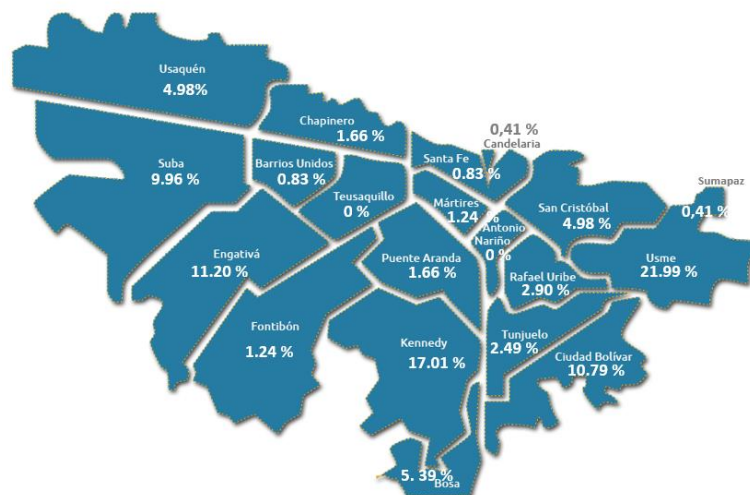 Usaquén
4.98%
Chapinero
1.66 %
0,41 %
Candelaria
Santa Fe
0.83 %
Suba
9.96 %
Barrios Unidos
0.83 %
Teusaquillo
0 %
Mártires
1.24 %
San Cristóbal
4.98 %
Sumapaz
0,41 %
Antonio
Nariño
0 %
Engativá
11.20 %
Puente Aranda
1.66 %
Rafael Uribe
2.90 %
Usme
21.99 %
Fontibón
1.24 %
Kennedy
17.01 %
Tunjuelo
2.49 %
Ciudad Bolívar
10.79 %
5. 39 %
Bosa